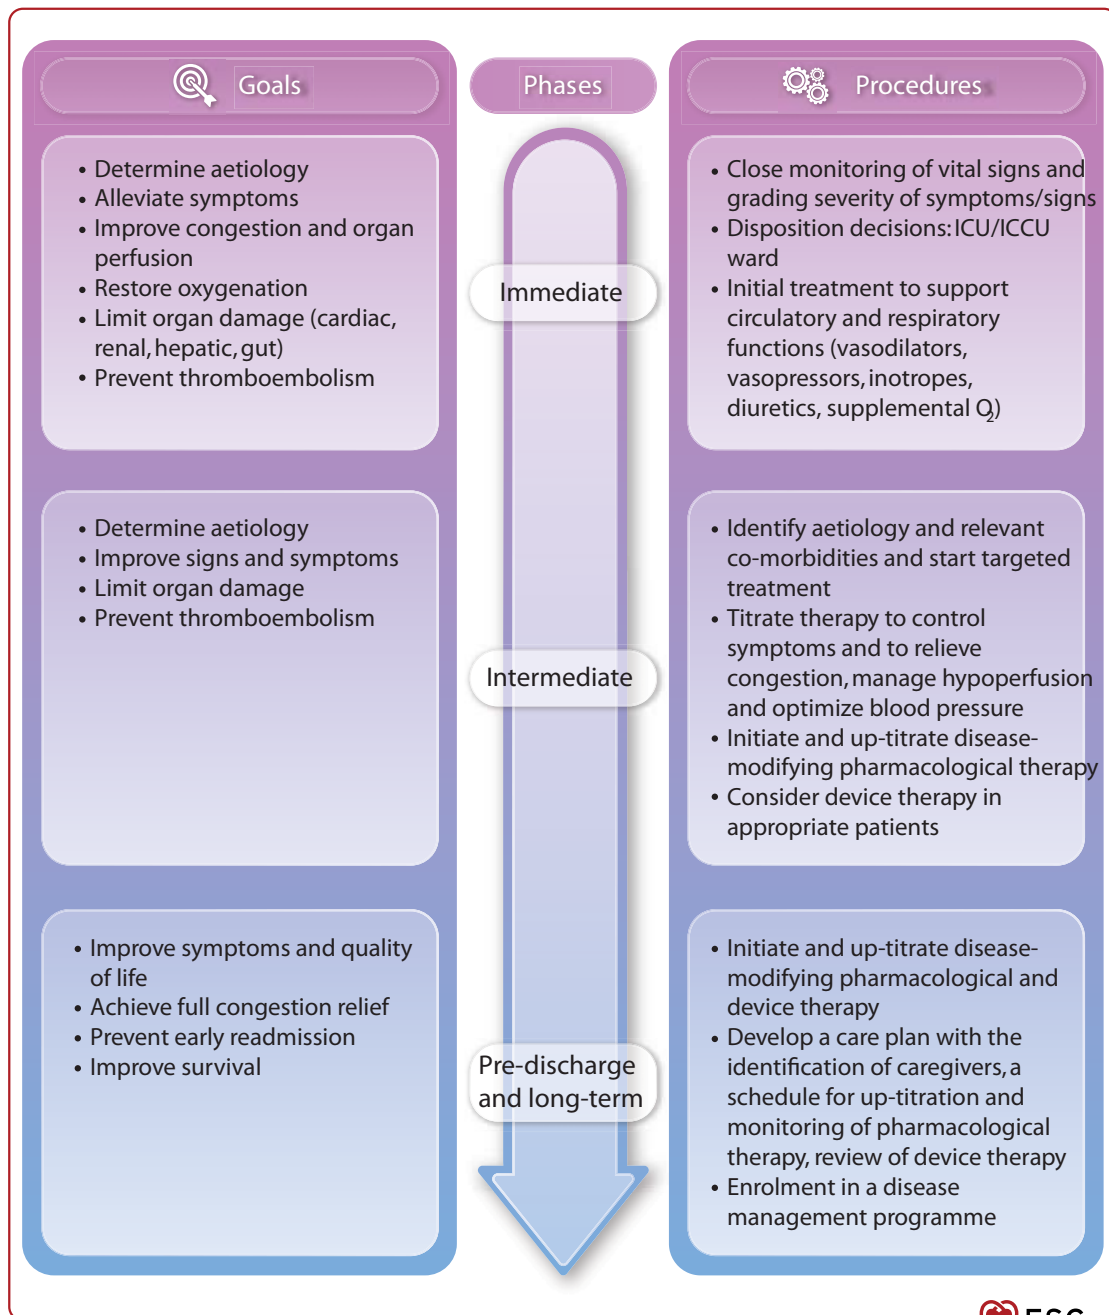 Goals
Phases
Procedures
• Determine aetiology
• Alleviate symptoms
• Improve congestion and organ
perfusion
• Restore oxygenation
• Limit organ damage (cardiac,
renal, hepatic, gut)
• Prevent thromboembolism
Immediate
• Close monitoring of vital signs and
grading severity of symptoms/signs
• Disposition decisions: ICU/ICCU
ward
• Initial treatment to support
circulatory and respiratory
functions (vasodilators,
vasopressors, inotropes,
diuretics, supplemental O2)
• Determine aetiology
• Improve signs and symptoms
• Limit organ damage
• Prevent thromboembolism
Intermediate
• Identify aetiology and relevant
co-morbidities and start targeted
treatment
• Titrate therapy to control
symptoms and to relieve
congestion, manage hypoperfusion
and optimize blood pressure
• Initiate and up-titrate disease-
modifying pharmacological therapy
• Consider device therapy in
appropriate patients
• Improve symptoms and quality
of life
• Achieve full congestion relief
• Prevent early readmission
• Improve survival
Pre-discharge
and long-term
• Initiate and up-titrate disease-
modifying pharmacological and
device therapy
• Develop a care plan with the
identification of caregivers, a
schedule for up-titration and
monitoring of pharmacological
therapy, review of device therapy
• Enrolment in a disease
management programme
ESC